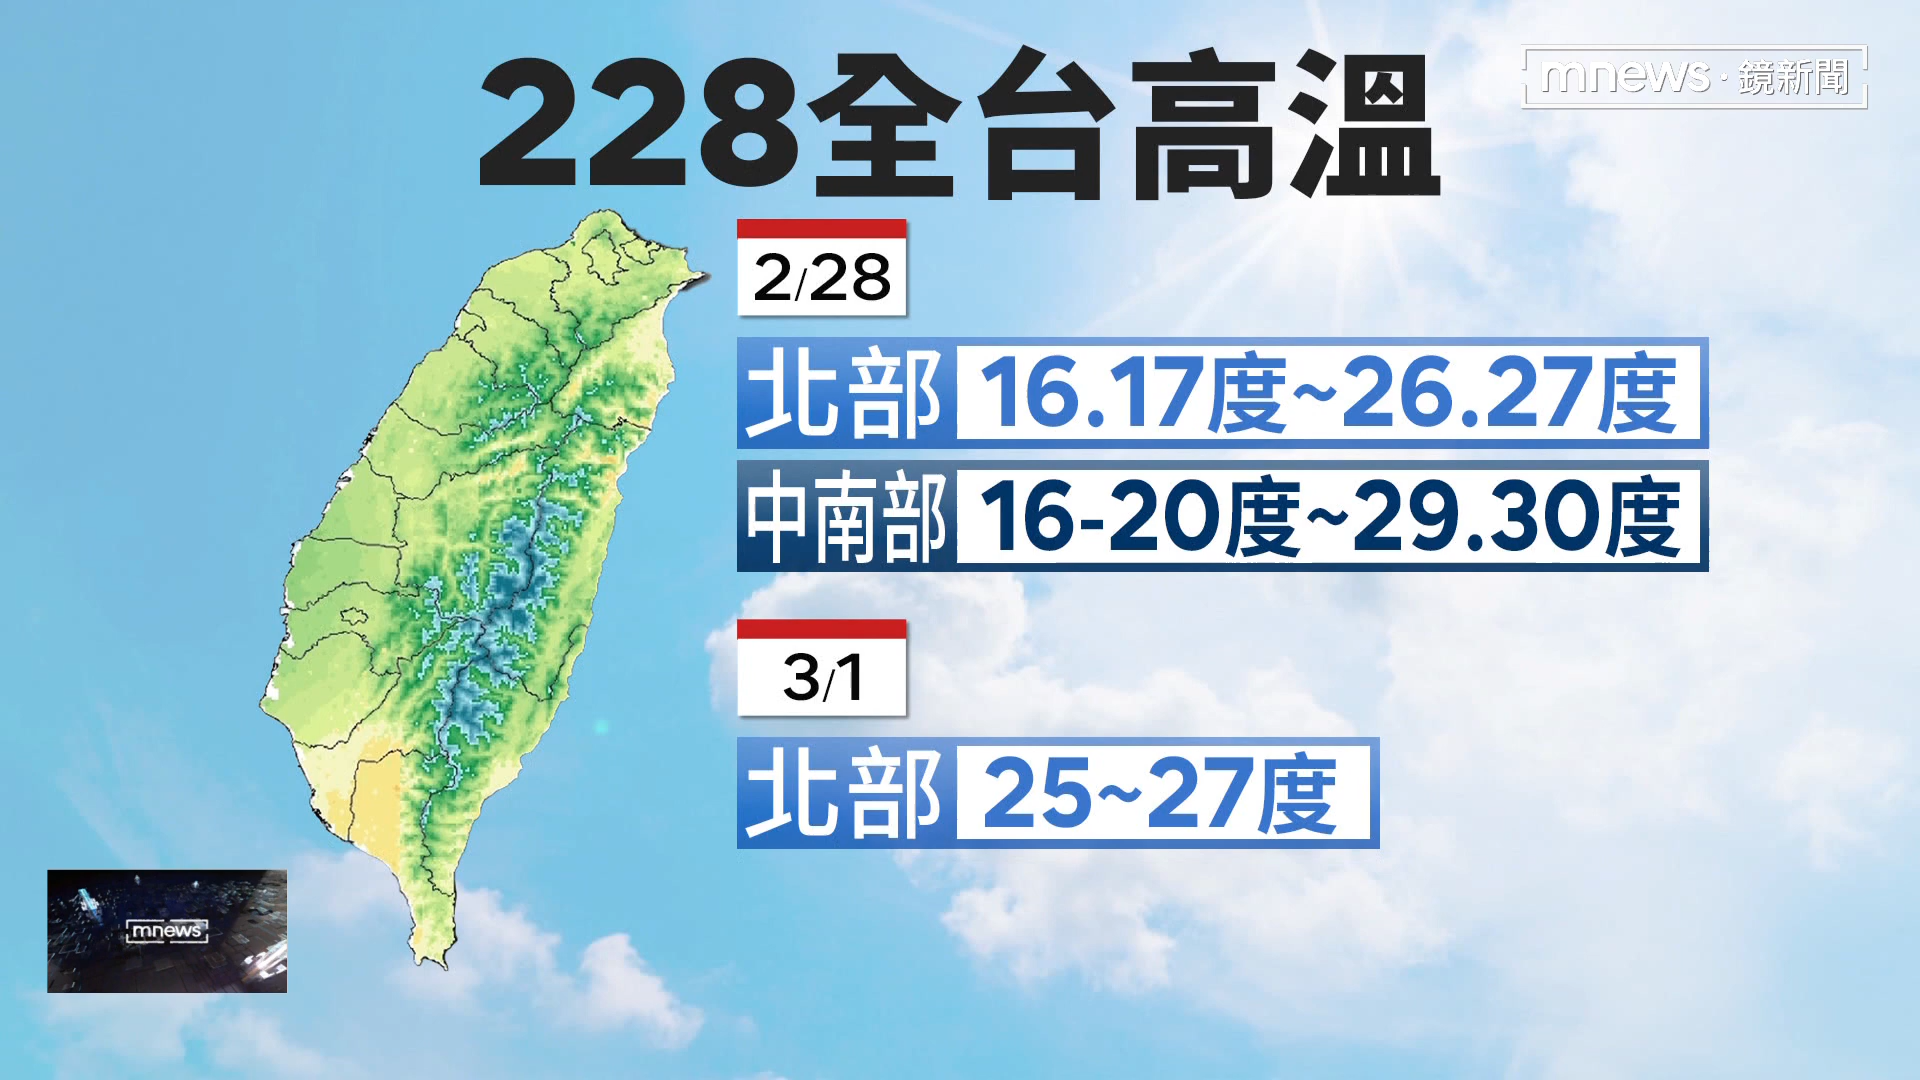 228全台高溫
mnews·鏡新聞
2/28
北部 16.17度~26.27度
中南部 16-20度~29.30度
3/1
北部 25~27度
mnews